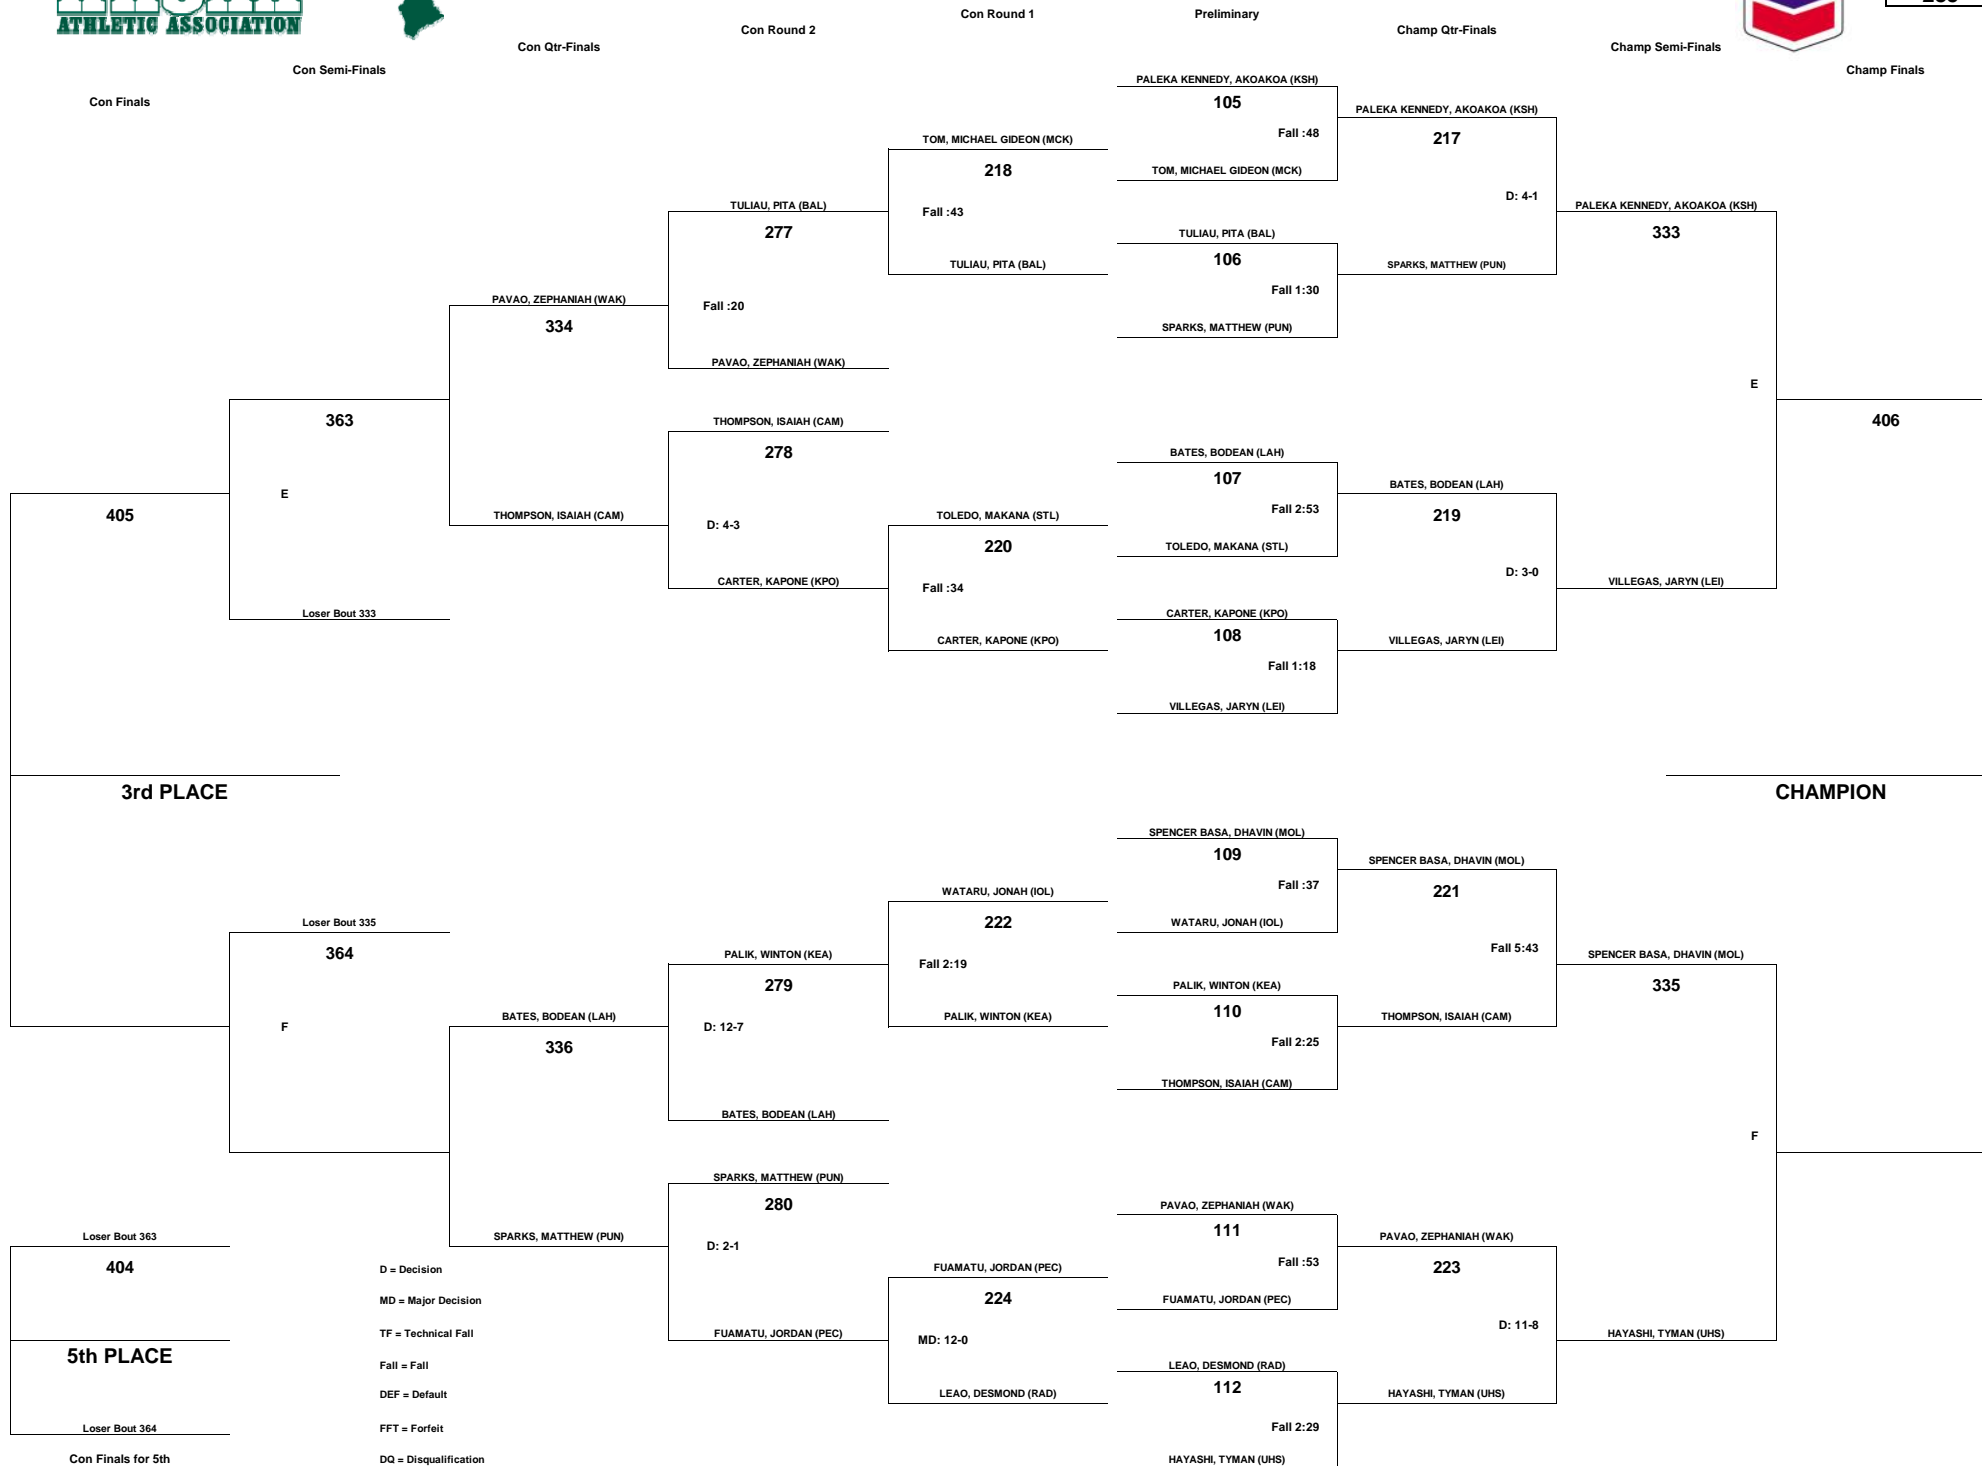 ATHLETIC ASSOCIATION
Con Round 1
Preliminary
Con Round 2
Champ Qtr-Finals
Con Qtr-Finals
Champ Semi-Finals
Con Semi-Finals
Champ Finals
Con Finals
PALEKA KENNEDY, AKOAKOA (KSH)
105
PALEKA KENNEDY, AKOAKOA (KSH)
Fall :48
217
TOM, MICHAEL GIDEON (MCK)
218
TOM, MICHAEL GIDEON (MCK)
D: 4-1
TULIAU, PITA (BAL)
Fall :43
PALEKA KENNEDY, AKOAKOA (KSH)
277
TULIAU, PITA (BAL)
333
106
TULIAU, PITA (BAL)
SPARKS, MATTHEW (PUN)
Fall 1:30
PAVAO, ZEPHANIAH (WAK)
Fall :20
334
SPARKS, MATTHEW (PUN)
PAVAO, ZEPHANIAH (WAK)
E
363
THOMPSON, ISAIAH (CAM)
406
278
BATES, BODEAN (LAH)
107
BATES, BODEAN (LAH)
E
Fall 2:53
405
THOMPSON, ISAIAH (CAM)
TOLEDO, MAKANA (STL)
219
D: 4-3
220
TOLEDO, MAKANA (STL)
D: 3-0
CARTER, KAPONE (KPO)
Fall :34
VILLEGAS, JARYN (LEI)
Loser Bout 333
CARTER, KAPONE (KPO)
108
CARTER, KAPONE (KPO)
VILLEGAS, JARYN (LEI)
Fall 1:18
VILLEGAS, JARYN (LEI)
3rd PLACE
CHAMPION
SPENCER BASA, DHAVIN (MOL)
109
SPENCER BASA, DHAVIN (MOL)
Fall :37
WATARU, JONAH (IOL)
221
Loser Bout 335
222
WATARU, JONAH (IOL)
364
PALIK, WINTON (KEA)
Fall 2:19
Fall 5:43
SPENCER BASA, DHAVIN (MOL)
279
PALIK, WINTON (KEA)
335
110
F
BATES, BODEAN (LAH)
D: 12-7
PALIK, WINTON (KEA)
THOMPSON, ISAIAH (CAM)
336
Fall 2:25
THOMPSON, ISAIAH (CAM)
BATES, BODEAN (LAH)
F
SPARKS, MATTHEW (PUN)
280
PAVAO, ZEPHANIAH (WAK)
111
Loser Bout 363
SPARKS, MATTHEW (PUN)
D: 2-1
PAVAO, ZEPHANIAH (WAK)
404
D = Decision
FUAMATU, JORDAN (PEC)
Fall :53
223
MD = Major Decision
224
FUAMATU, JORDAN (PEC)
D: 11-8
TF = Technical Fall
FUAMATU, JORDAN (PEC)
MD: 12-0
HAYASHI, TYMAN (UHS)
5th PLACE
Fall = Fall
LEAO, DESMOND (RAD)
112
DEF = Default
LEAO, DESMOND (RAD)
HAYASHI, TYMAN (UHS)
Loser Bout 364
FFT = Forfeit
Fall 2:29
Con Finals for 5th
DQ = Disqualification
HAYASHI, TYMAN (UHS)